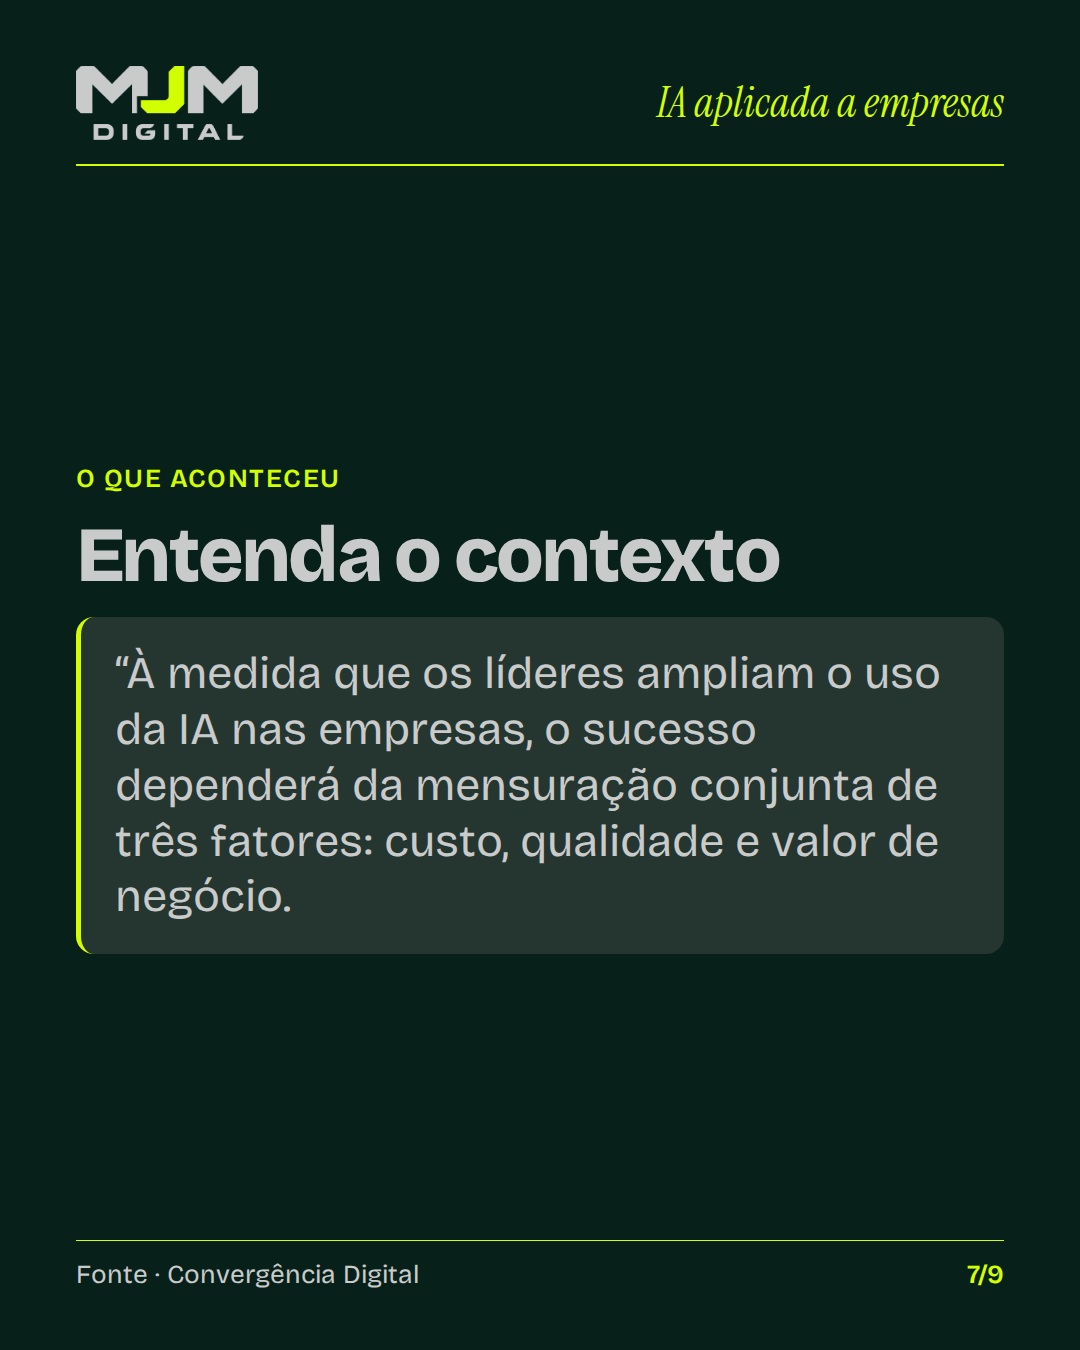 MJM
DIGITAL
IA aplicada a empresas
O QUE ACONTECEU
Entenda o contexto
“À medida que os líderes ampliam o uso
da IA nas empresas, o sucesso
dependerá da mensuração conjunta de
três fatores: custo, qualidade e valor de
negócio.
Fonte · Convergência Digital
7/9